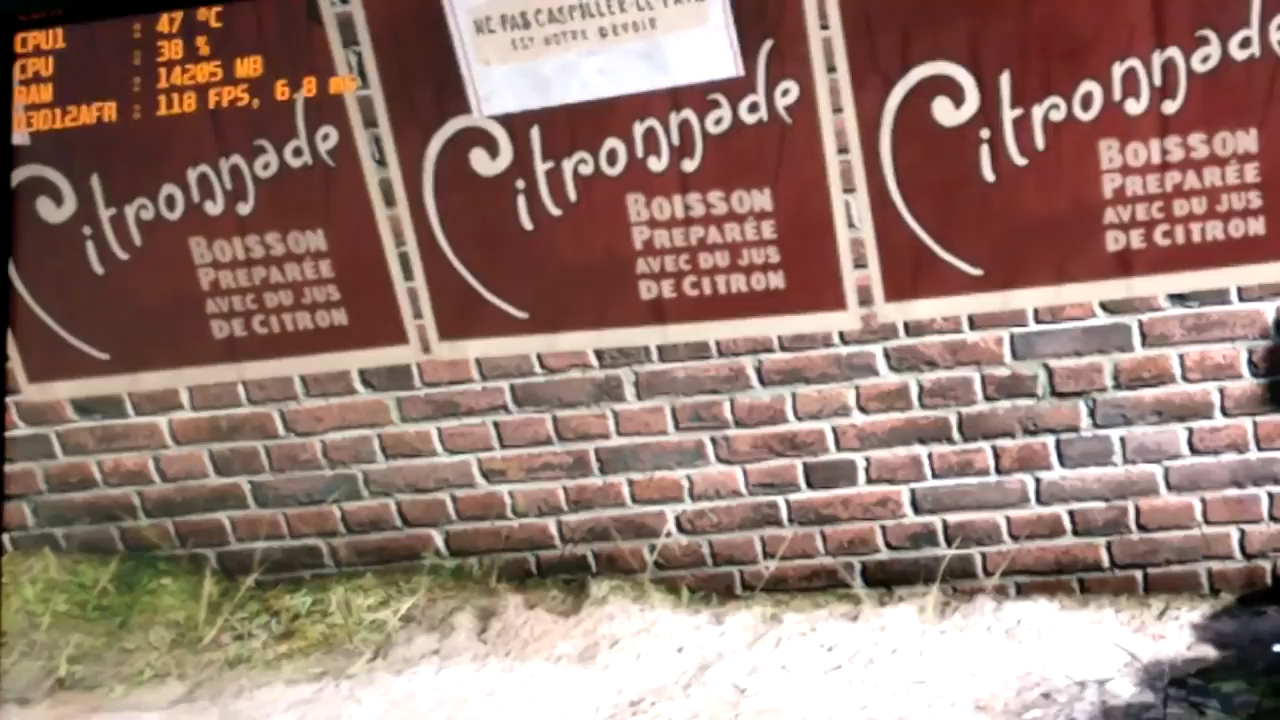 CPU1 : 47 °C
CPU : 38 %
RAM : 14205 MB
D3D12AFR : 118 FPS, 6.8 ms
NE PAS GASPILLER LE PAIN
EST NOTRE DEVOIR
Citronnade
BOISSON
PREPARÉE
AVEC DU JUS
DE CITRON
Citronnade
BOISSON
PREPARÉE
AVEC DU JUS
DE CITRON
Citronnade
BOISSON
PREPARÉE
AVEC DU JUS
DE CITRON